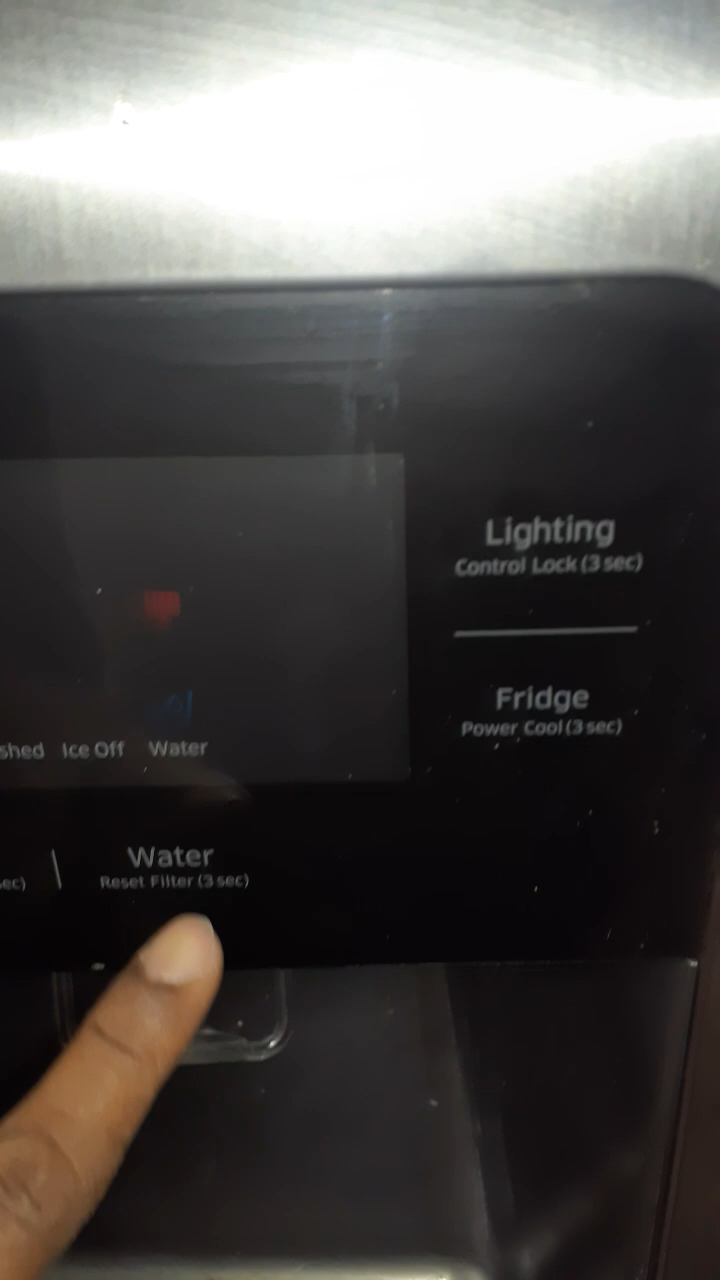 Lighting
Control Lock (3 sec)
Fridge
Power Cool (3 sec)
shed Ice Off Water
ec) Water
Reset Filter (3 sec)